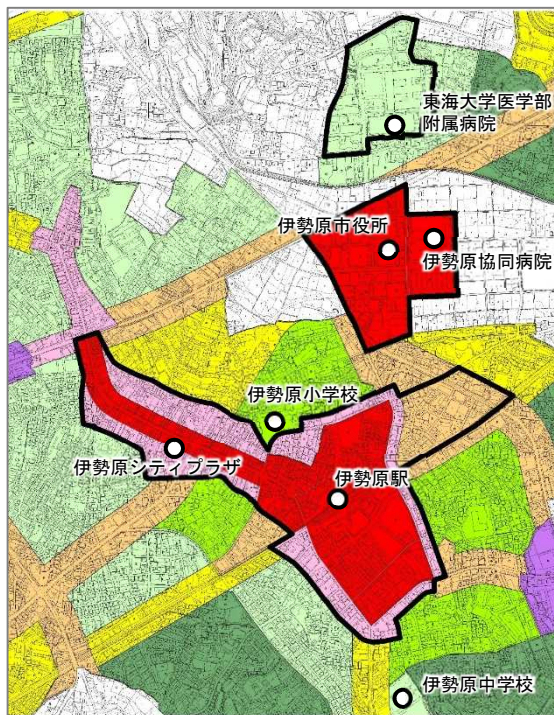 東海大学医学部
附属病院
伊勢原市役所
伊勢原協同病院
伊勢原小学校
伊勢原シティプラザ
伊勢原駅
伊勢原中学校